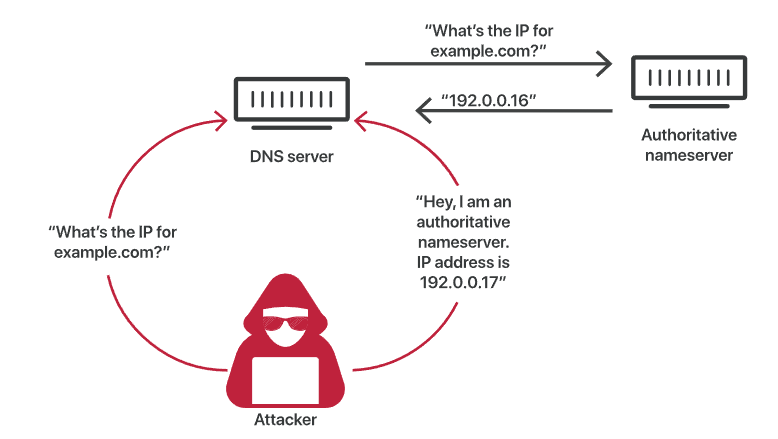 “What’s the IP for
example.com?”
“192.0.0.16”
Authoritative
nameserver
DNS server
“What’s the IP for
example.com?”
“Hey, I am an
authoritative
nameserver.
IP address is
192.0.0.17”
Attacker